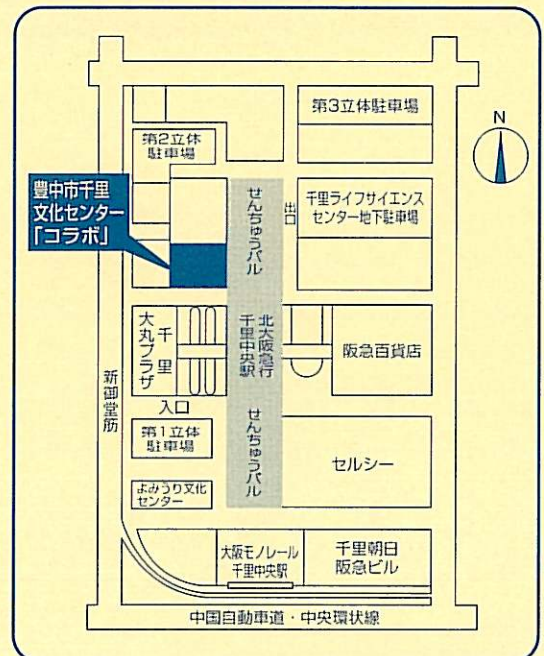 第3立体駐車場
N
第2立体
駐車場
豊中市千里
文化センター
「コラボ」
せんちゅうパル
出口
千里ライフサイエンス
センター地下駐車場
千里
大丸プラザ
北大阪急行
千里中央駅
阪急百貨店
新御堂筋
入口
第1立体
駐車場
せんちゅうパル
セルシー
よみうり文化
センター
大阪モノレール
千里中央駅
千里朝日
阪急ビル
中国自動車道・中央環状線